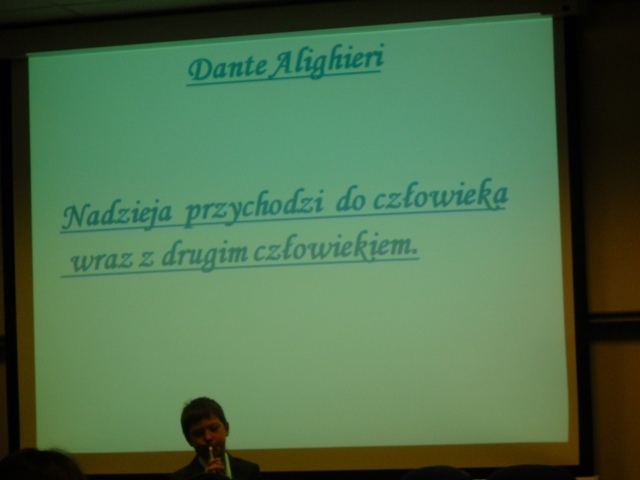 Dante Alighieri
Nadzieja przychodzi do człowieka
wraz z drugim człowiekiem.